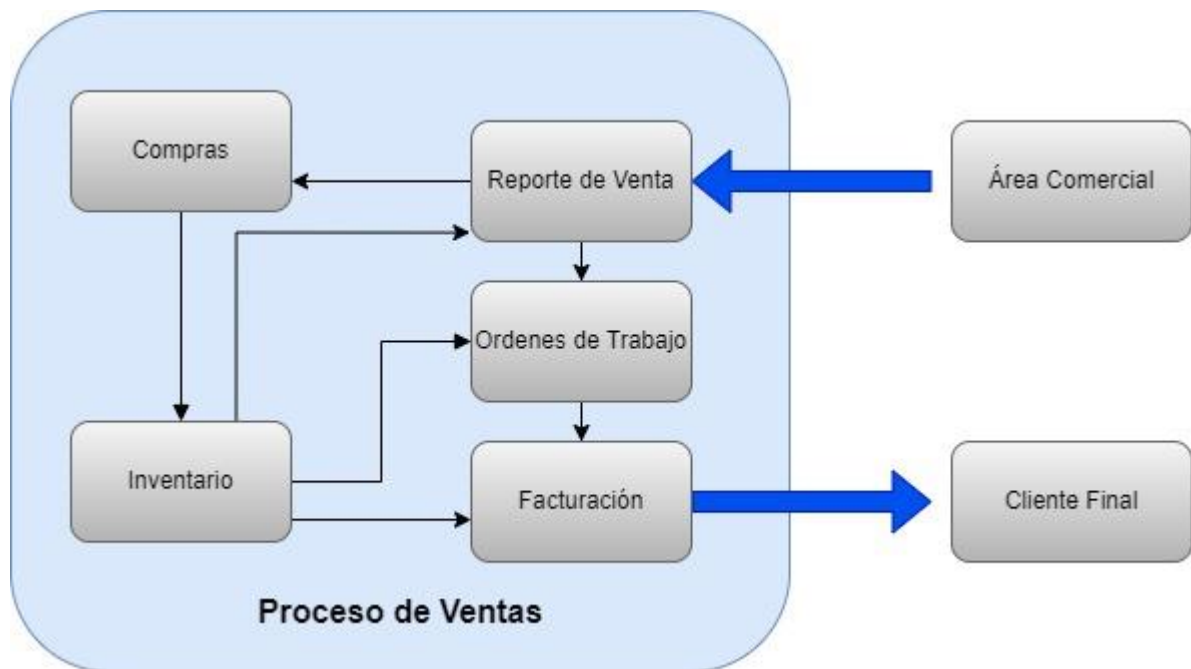 Compras
Reporte de Venta
Área Comercial
Ordenes de Trabajo
Inventario
Facturación
Cliente Final
Proceso de Ventas